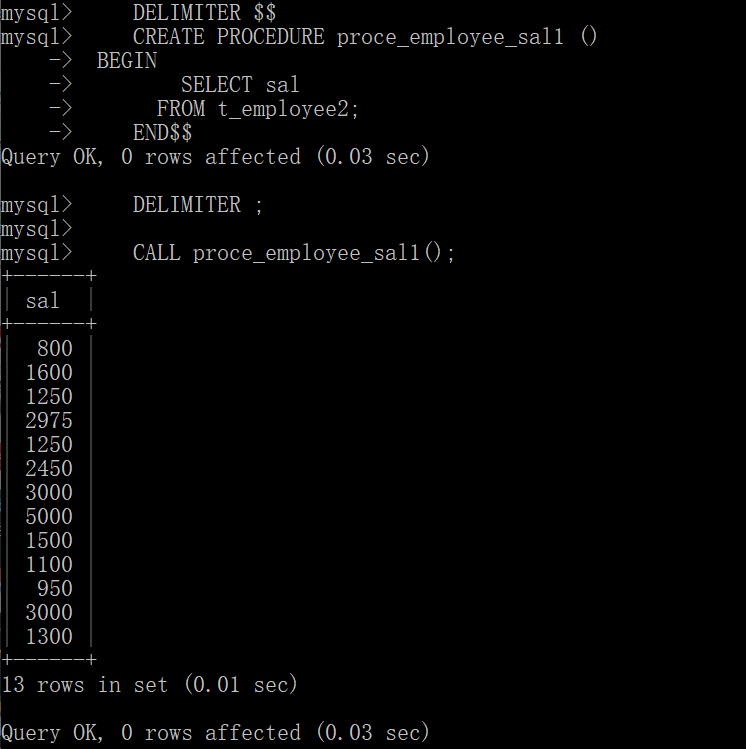 mysql>     DELIMITER $$
mysql>     CREATE PROCEDURE proce_employee_sal1 ()
    ->  BEGIN
    ->         SELECT sal
    ->       FROM t_employee2;
    ->     END$$
Query OK, 0 rows affected (0.03 sec)
mysql>     DELIMITER ;
mysql>
mysql>     CALL proce_employee_sal1();
+------+
| sal  |
+------+
|  800 |
| 1600 |
| 1250 |
| 2975 |
| 1250 |
| 2450 |
| 3000 |
| 5000 |
| 1500 |
| 1100 |
|  950 |
| 3000 |
| 1300 |
+------+
13 rows in set (0.01 sec)
Query OK, 0 rows affected (0.03 sec)